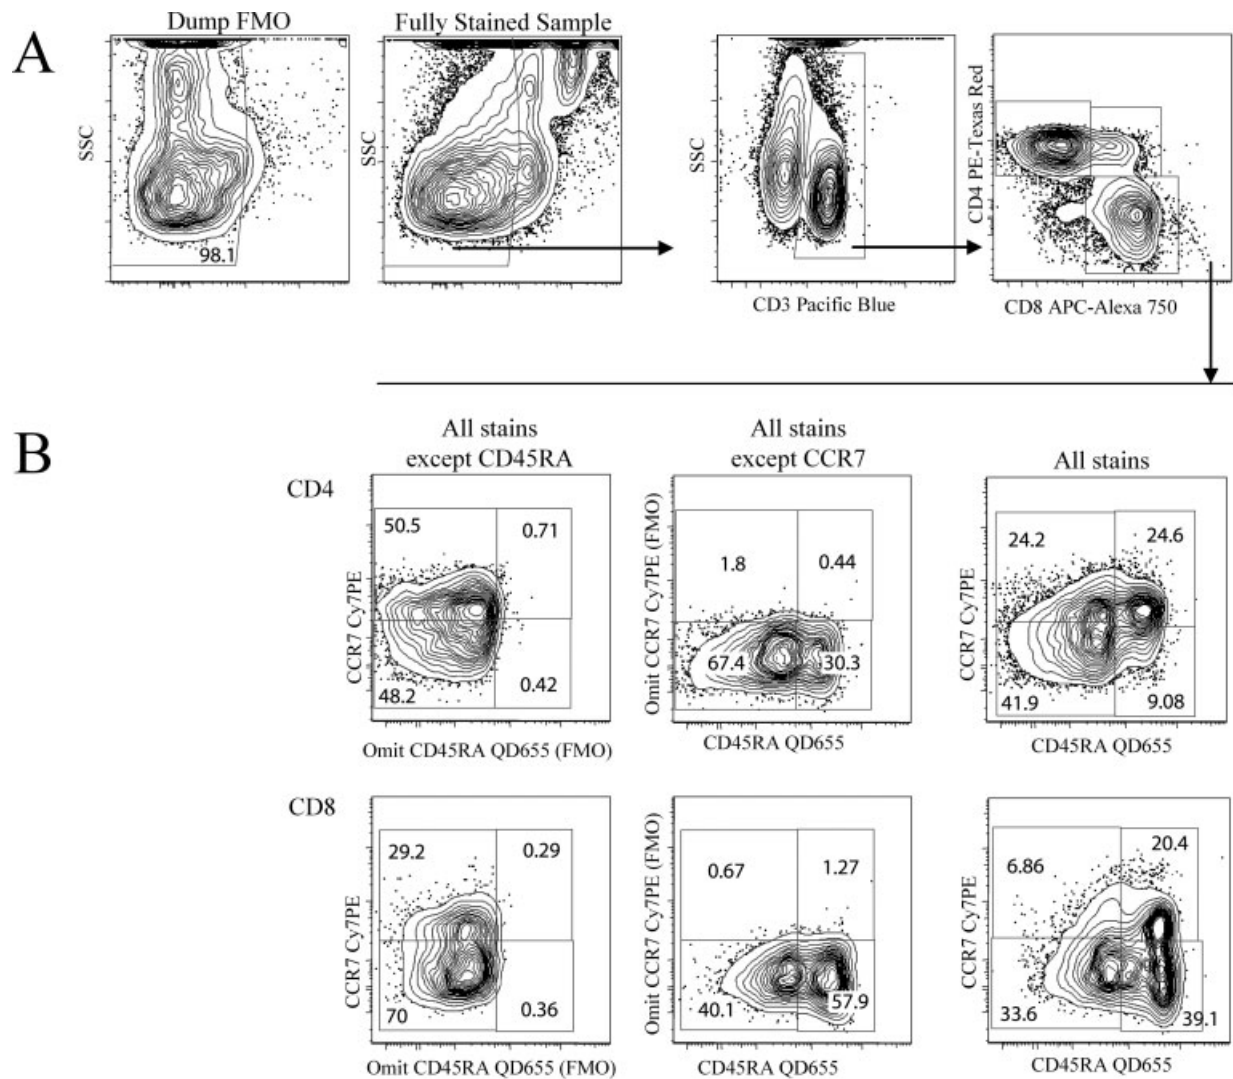 A
Dump FMO
Fully Stained Sample
SSC
98.1
SSC
SSC
CD3 Pacific Blue
CD4 PE-Texas Red
CD8 APC-Alexa 750
B
All stains
except CD45RA
All stains
except CCR7
All stains
CD4
CCR7 Cy7PE
50.5
0.71
48.2
0.42
Omit CD45RA QD655 (FMO)
Omit CCR7 Cy7PE (FMO)
1.8
0.44
67.4
30.3
CD45RA QD655
CCR7 Cy7PE
24.2
24.6
41.9
9.08
CD45RA QD655
CD8
CCR7 Cy7PE
29.2
0.29
70
0.36
Omit CD45RA QD655 (FMO)
Omit CCR7 Cy7PE (FMO)
0.67
1.27
40.1
57.9
CD45RA QD655
CCR7 Cy7PE
6.86
20.4
33.6
39.1
CD45RA QD655